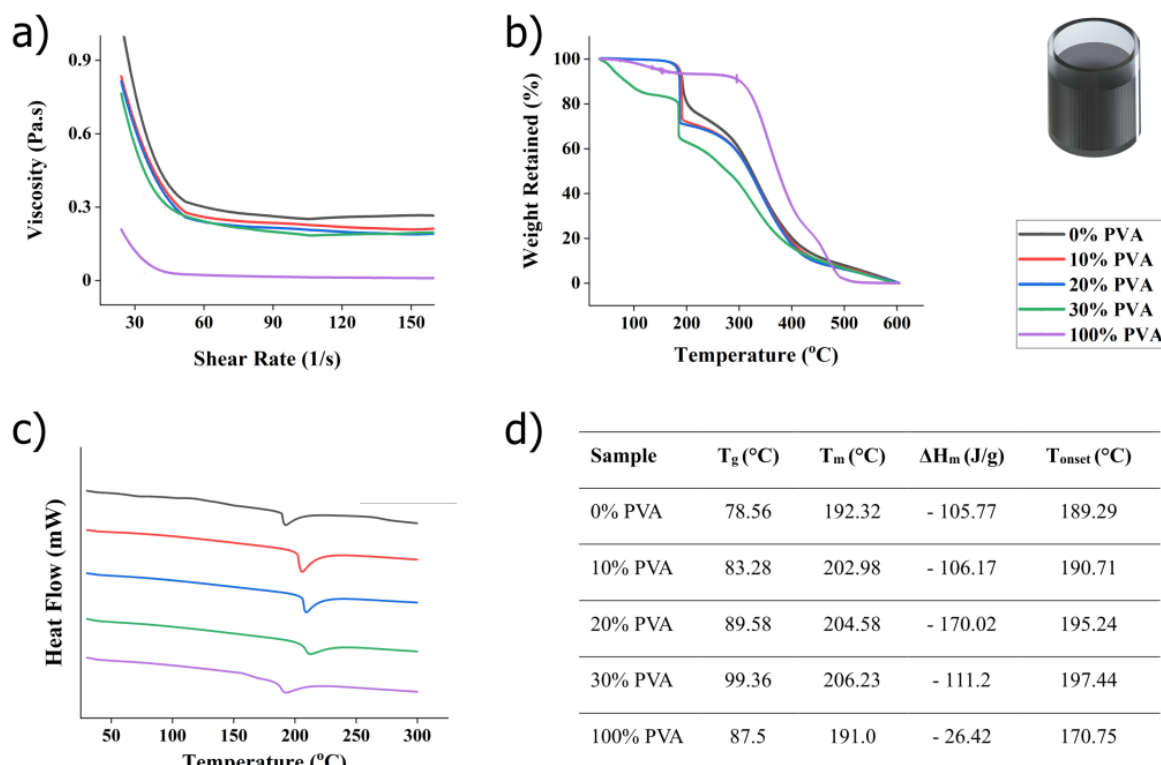 a)
0.9
0.6
0.3
0
Viscosity (Pa.s)
30 60 90 120 150
Shear Rate (1/s)
b)
100
80
60
40
20
0
Weight Retained (%)
100 200 300 400 500 600
Temperature (°C)
0% PVA
10% PVA
20% PVA
30% PVA
100% PVA
c)
Heat Flow (mW)
50 100 150 200 250 300
Temperature (°C)
d)
Sample Tg (°C) Tm (°C) ΔHm (J/g) Tonset (°C)
0% PVA 78.56 192.32 - 105.77 189.29
10% PVA 83.28 202.98 - 106.17 190.71
20% PVA 89.58 204.58 - 170.02 195.24
30% PVA 99.36 206.23 - 111.2 197.44
100% PVA 87.5 191.0 - 26.42 170.75